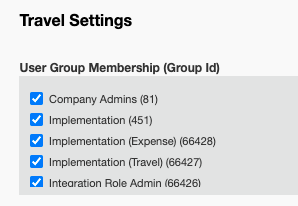 Travel Settings
User Group Membership (Group Id)
Company Admins (81)
Implementation (451)
Implementation (Expense) (66428)
Implementation (Travel) (66427)
Integration Role Admin (66426)